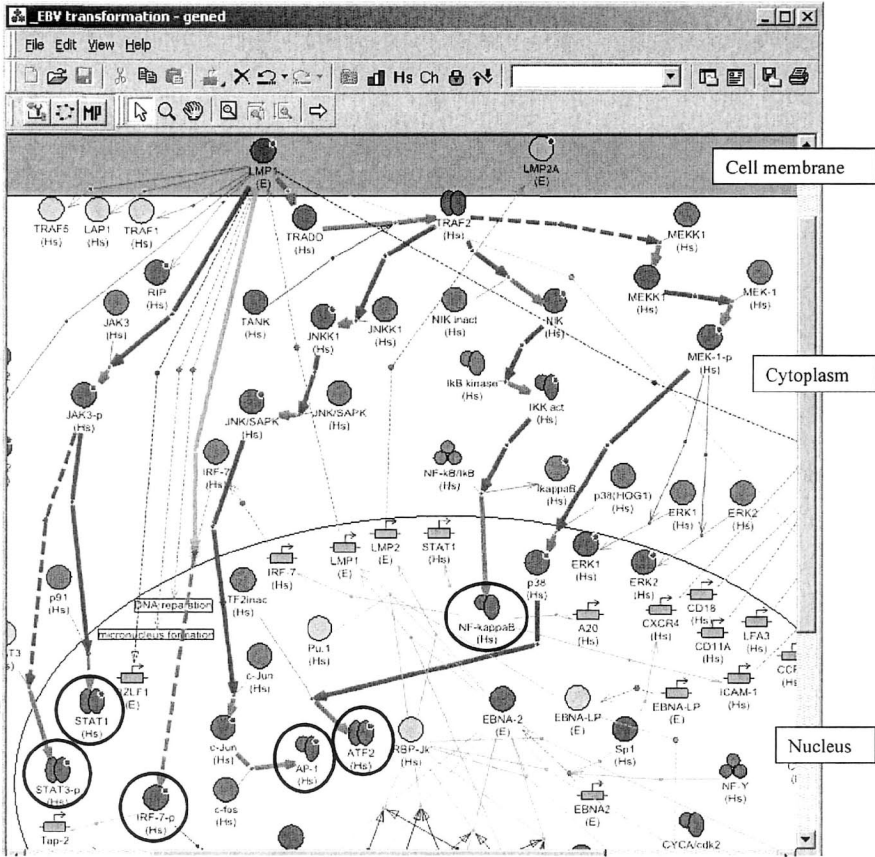 _EBV transformation - gened
File Edit View Help
Hs Ch
MP
Cell membrane
LMP1
(E)
LMP2A
(E)
TRAF5
(Hs)
LAP1
(Hs)
TRAF1
(Hs)
TRADD
(Hs)
TRAF2
(Hs)
MEKK1
(Hs)
RIP
(Hs)
JAK3
(Hs)
TANK
(Hs)
JNKK1
(Hs)
JNKK1
(Hs)
NIK inact
(Hs)
NIK
(Hs)
MEKK1
(Hs)
MEK-1
(Hs)
MEK-1-p
(Hs)
Cytoplasm
JAK3-p
(Hs)
JNK/SAPK
(Hs)
JNK/SAPK
(Hs)
IkB kinase
(Hs)
IKK act
(Hs)
IRF-7
(Hs)
NF-kB/IkB
(Hs)
IkappaB
(Hs)
p38(HOG1)
(Hs)
ERK1
(Hs)
ERK2
(Hs)
p91
(Hs)
IRF-7
(Hs)
LMP1
(E)
LMP2
(E)
STAT1
(Hs)
p38
(Hs)
ERK1
(Hs)
ERK2
(Hs)
DNA reparation
micronucleus formation
TF2inac
(Hs)
Pu.1
(Hs)
NF-kappaB
(Hs)
A20
(Hs)
CXCR4
(Hs)
CD18
(Hs)
CD11A
(Hs)
LFA3
(Hs)
ICAM-1
(Hs)
STAT1
(Hs)
ZLF1
(E)
c-Jun
(Hs)
EBNA-2
(E)
EBNA-LP
(E)
EBNA-LP
(E)
STAT3-p
(Hs)
c-Jun
(Hs)
AP-1
(Hs)
ATF2
(Hs)
RBP-Jk
(Hs)
Sp1
(Hs)
Nucleus
IRF-7-p
(Hs)
c-fos
(Hs)
EBNA2
(E)
NF-Y
(Hs)
Tap-2
CYCA/cdk2